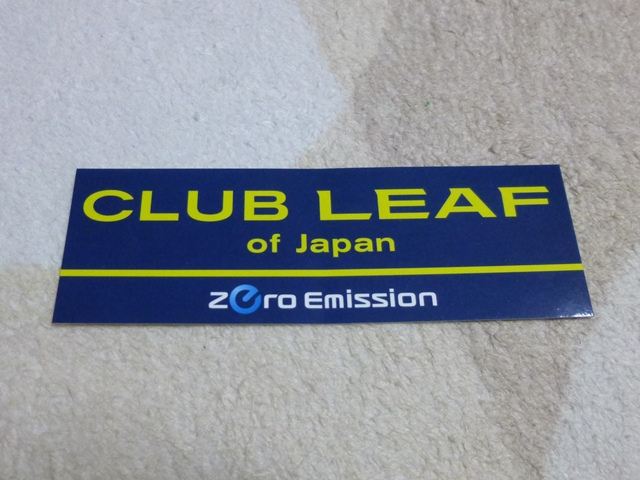 CLUB LEAF
of Japan
zero Emission